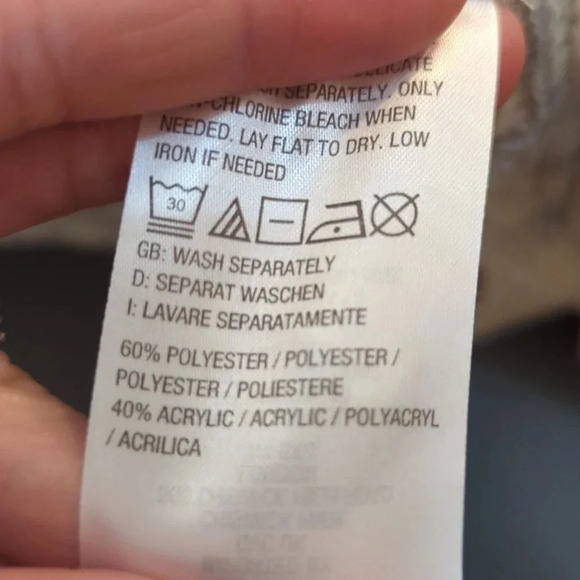 DELICATE
SEPARATELY. ONLY
-CHLORINE BLEACH WHEN
NEEDED. LAY FLAT TO DRY. LOW
IRON IF NEEDED
30
GB: WASH SEPARATELY
D: SEPARAT WASCHEN
I: LAVARE SEPARATAMENTE
60% POLYESTER / POLYESTER /
POLYESTER / POLIESTERE
40% ACRYLIC / ACRYLIC / POLYACRYL
/ ACRILICA